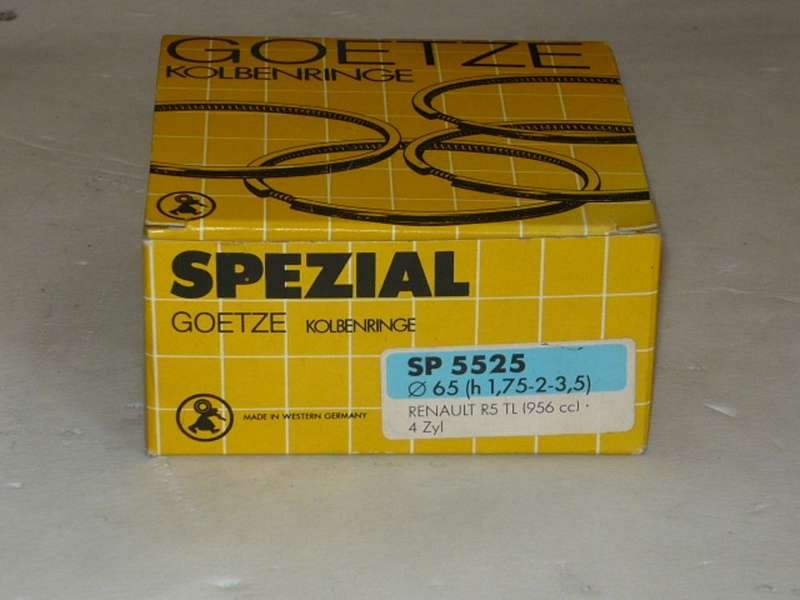 GOETZE
KOLBENRINGE
SPEZIAL
GOETZE KOLBENRINGE
MADE IN WESTERN GERMANY
SP 5525
Ø 65 (h 1,75-2-3,5)
RENAULT R5 TL (956 cc) ·
4 Zyl